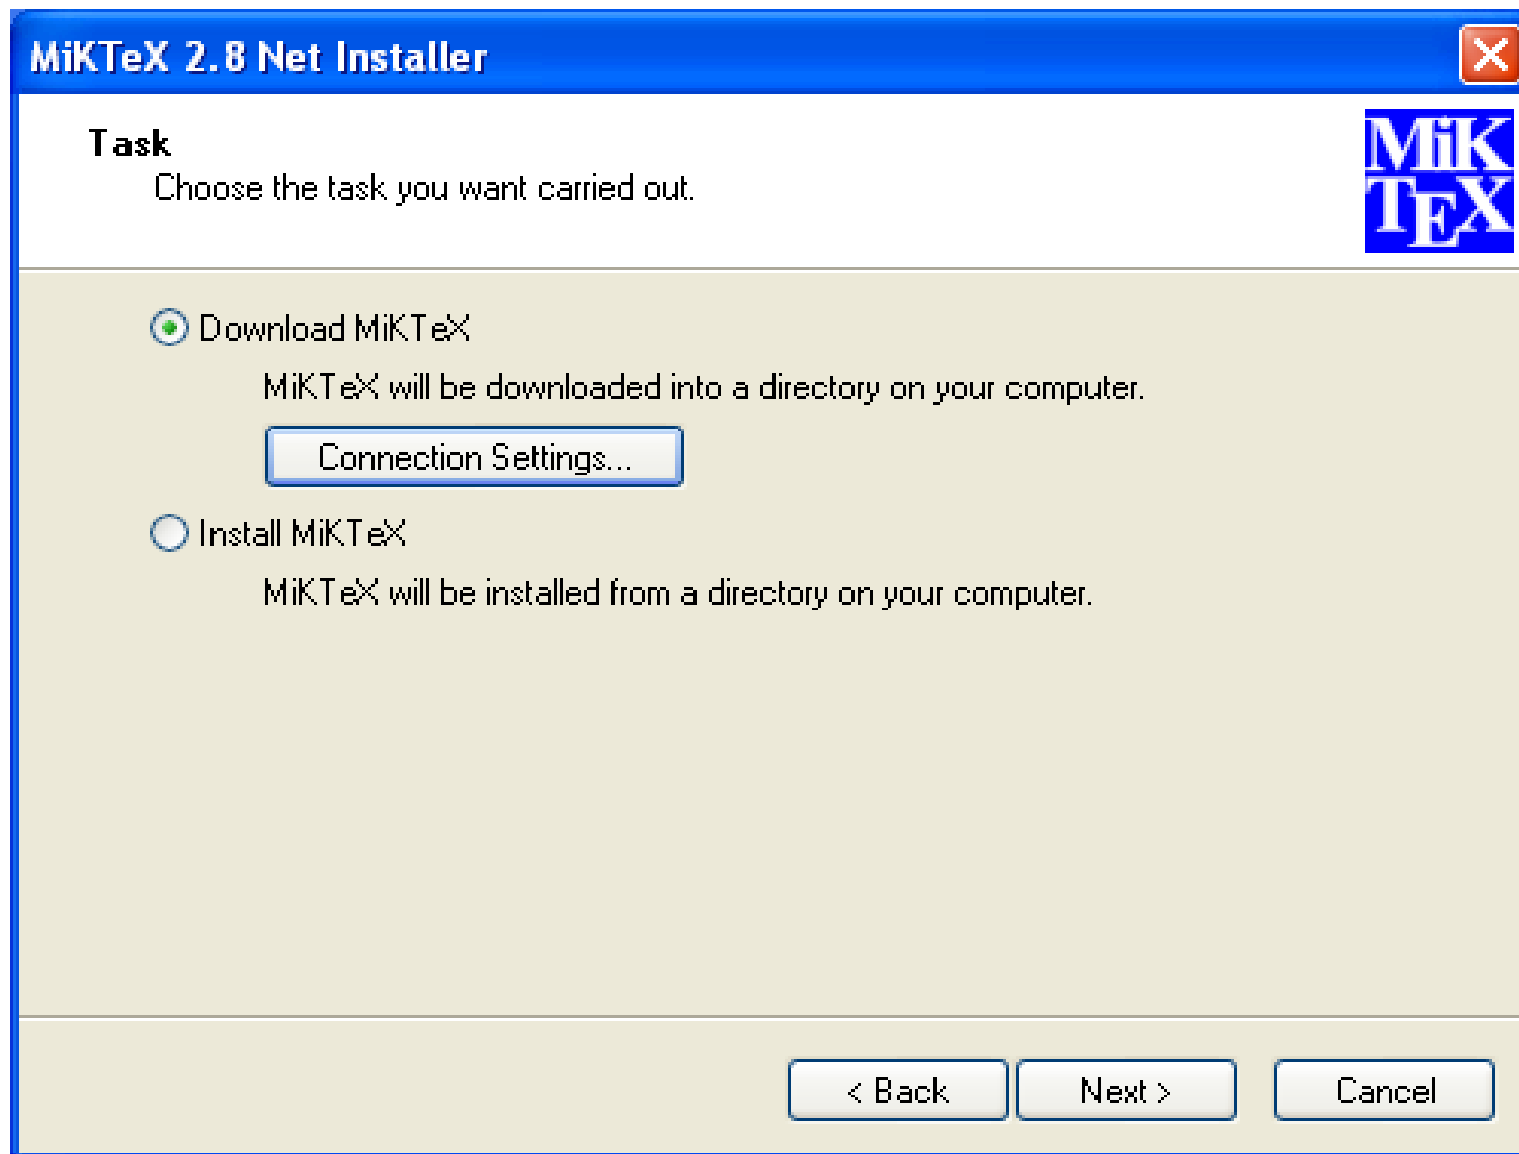 MiKTeX 2.8 Net Installer
Task
Choose the task you want carried out.
MiK
TEX
Download MiKTeX
MiKTeX will be downloaded into a directory on your computer.
Connection Settings...
Install MiKTeX
MiKTeX will be installed from a directory on your computer.
< Back
Next >
Cancel